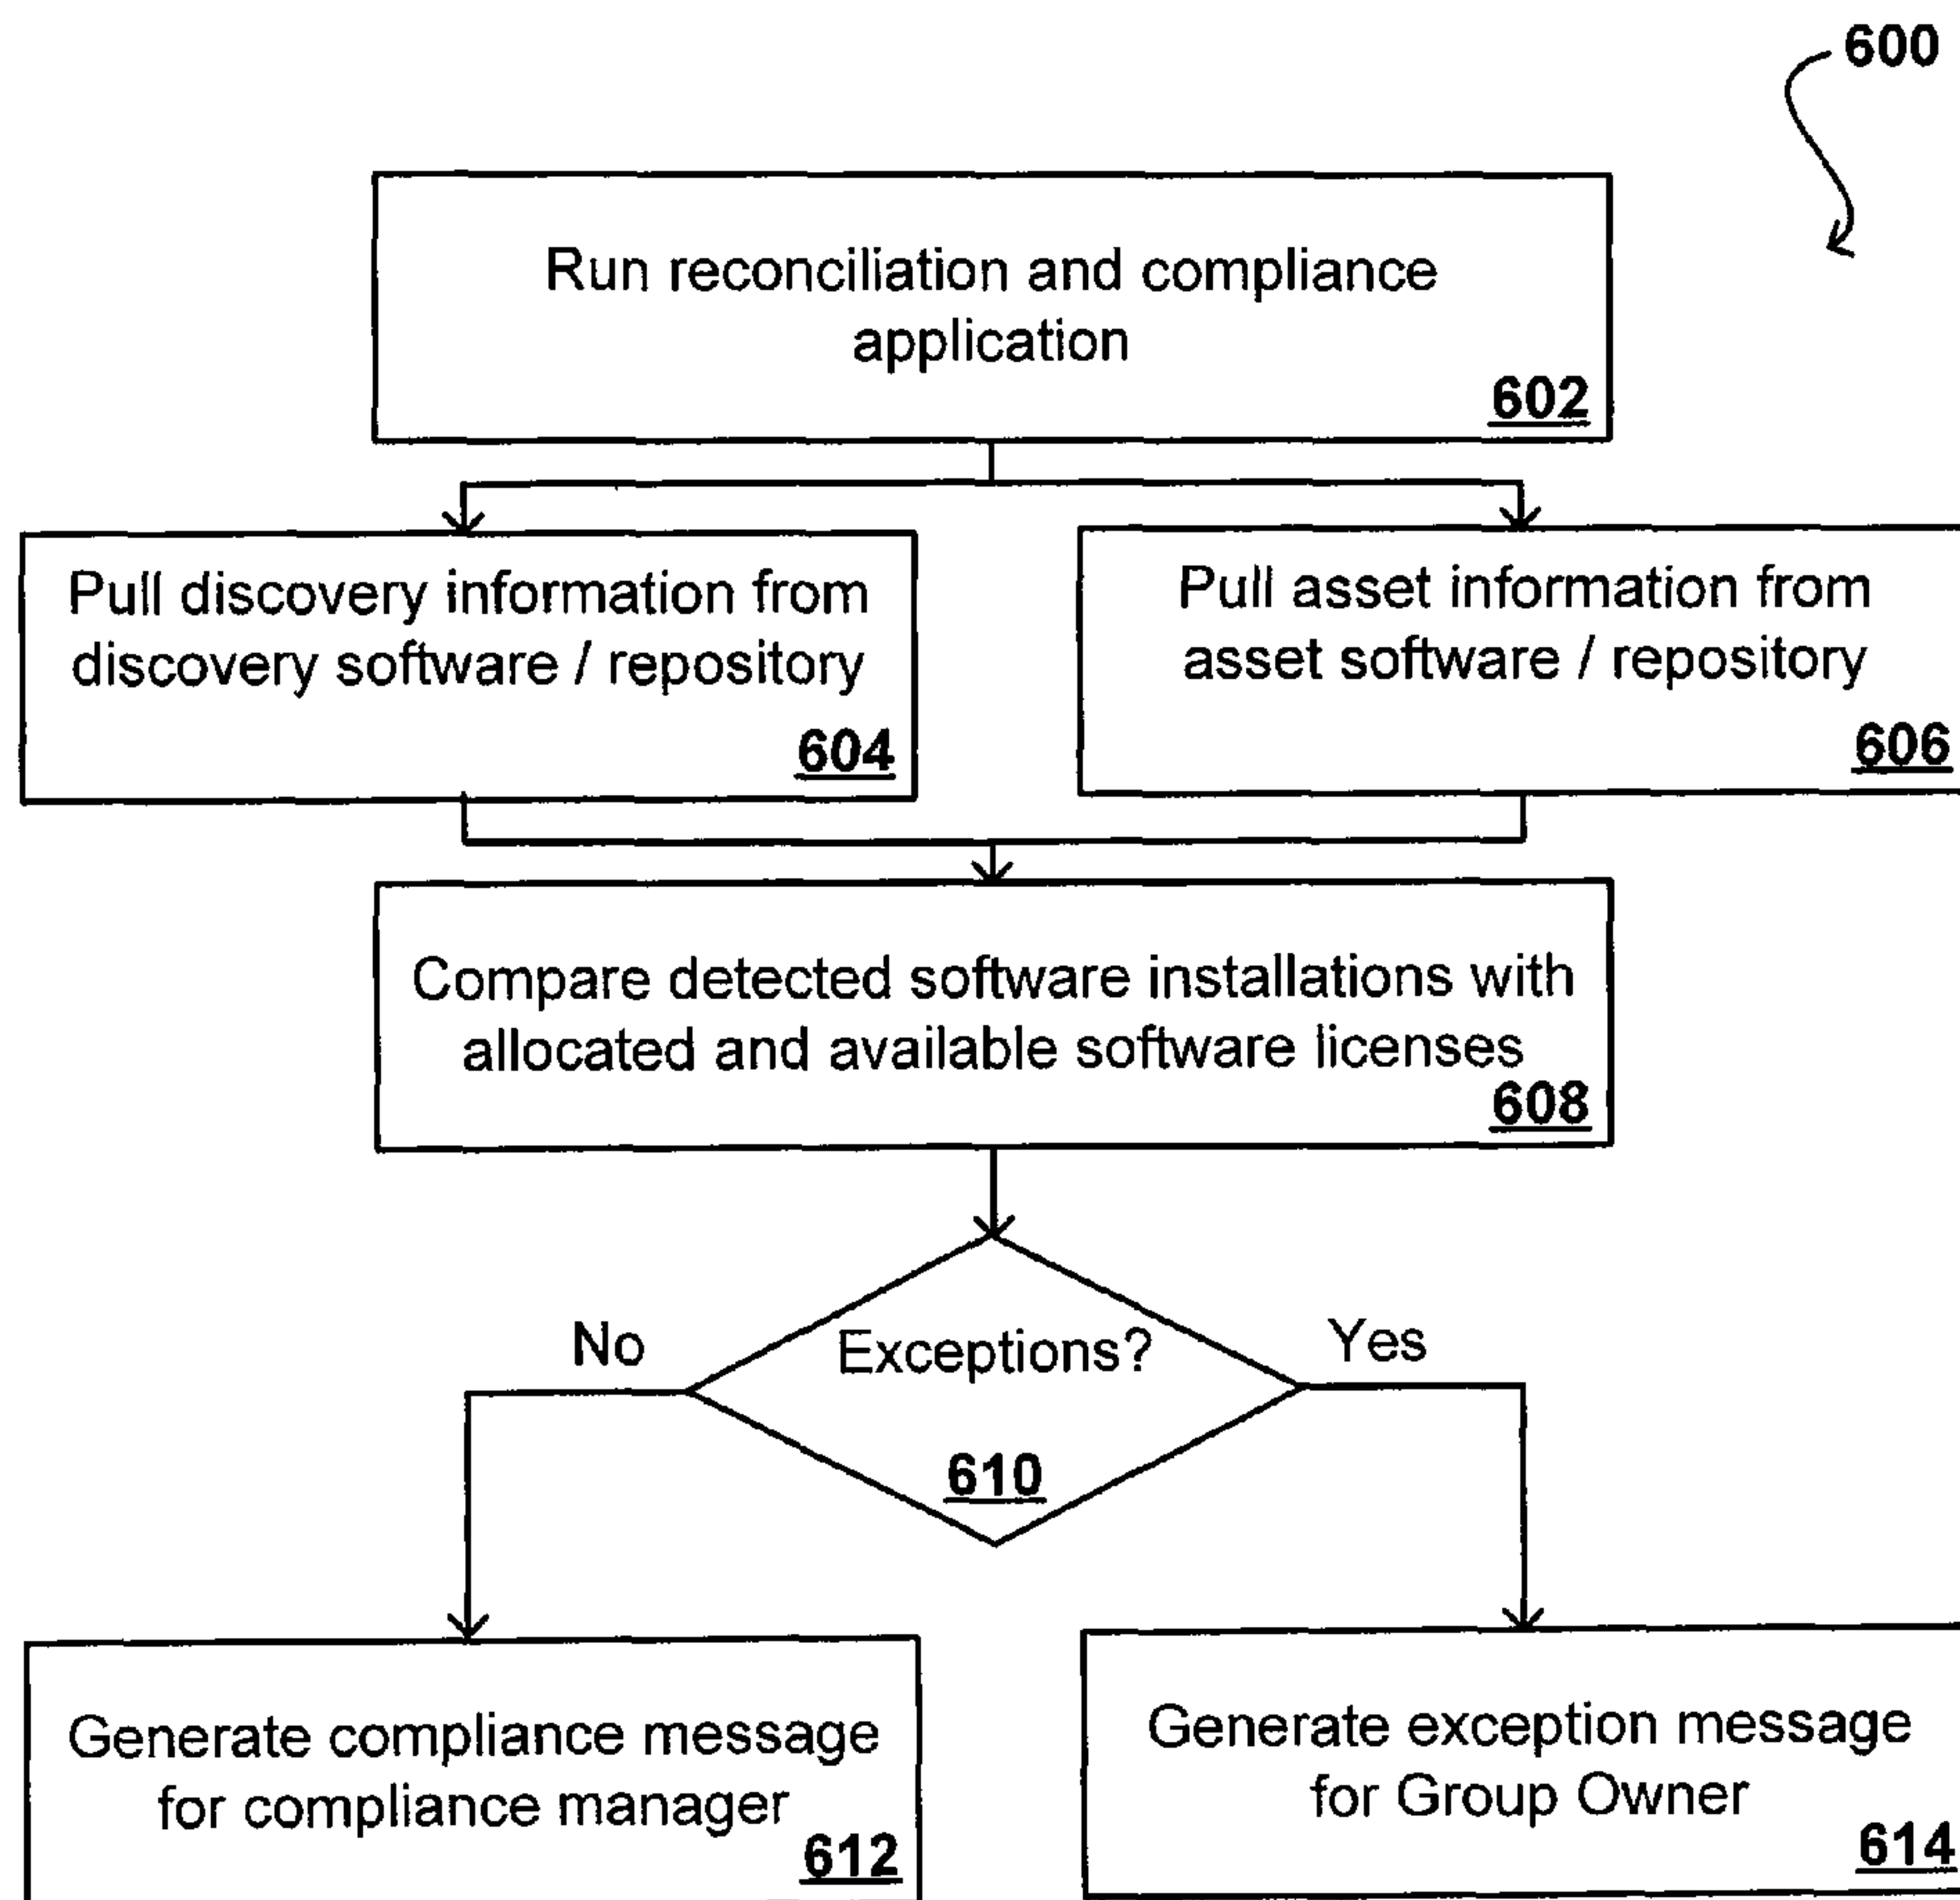 600
Run reconciliation and compliance
application
602
Pull discovery information from
discovery software / repository
604
Pull asset information from
asset software / repository
606
Compare detected software installations with
allocated and available software licenses
608
No
Exceptions?
Yes
610
Generate compliance message
for compliance manager
612
Generate exception message
for Group Owner
614